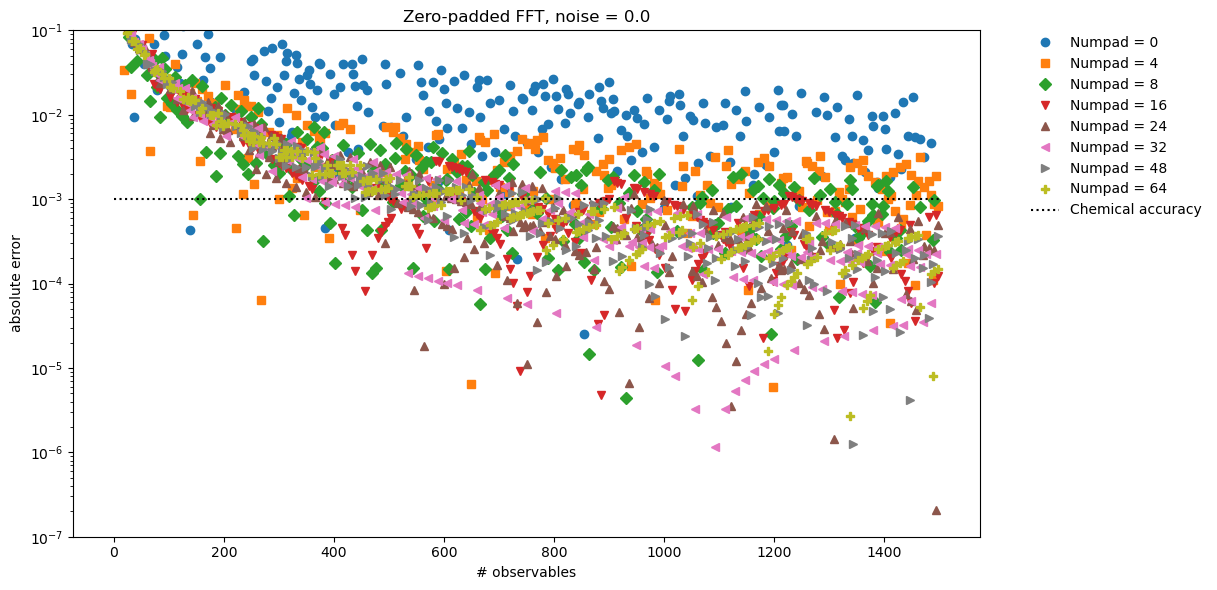 Zero-padded FFT, noise = 0.0
absolute error
10⁻¹
10⁻²
10⁻³
10⁻⁴
10⁻⁵
10⁻⁶
10⁻⁷
0 200 400 600 800 1000 1200 1400
# observables
Numpad = 0
Numpad = 4
Numpad = 8
Numpad = 16
Numpad = 24
Numpad = 32
Numpad = 48
Numpad = 64
Chemical accuracy